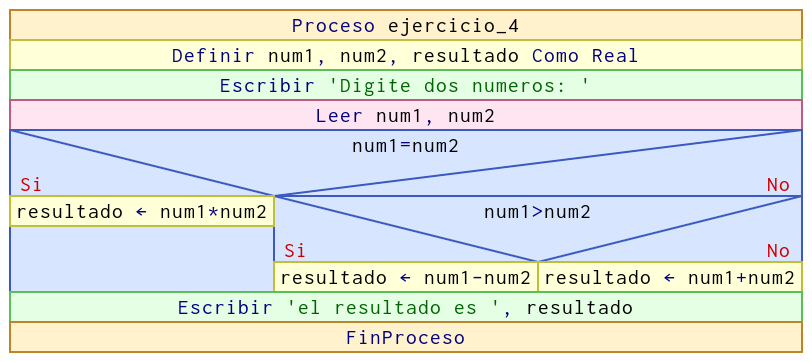 Proceso ejercicio_4
Definir num1, num2, resultado Como Real
Escribir 'Digite dos numeros: '
Leer num1, num2
num1=num2
Si No
resultado ← num1*num2
num1>num2
Si No
resultado ← num1-num2 resultado ← num1+num2
Escribir 'el resultado es ', resultado
FinProceso